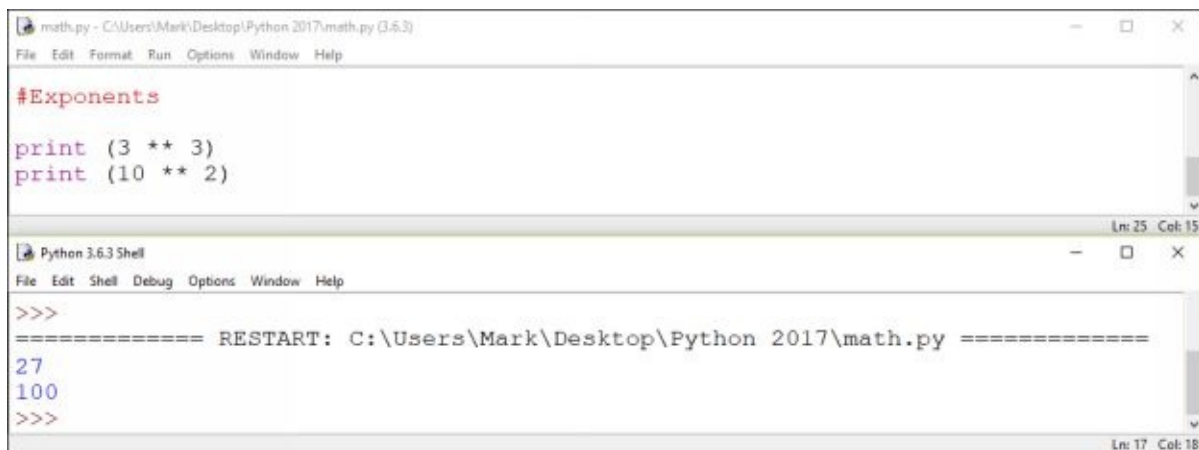 math.py - C:\Users\Mark\Desktop\Python 2017\math.py (3.6.3)
File Edit Format Run Options Window Help
#Exponents
print (3 ** 3)
print (10 ** 2)
Ln: 25 Col: 15
Python 3.6.3 Shell
File Edit Shell Debug Options Window Help
>>>
============= RESTART: C:\Users\Mark\Desktop\Python 2017\math.py =============
27
100
>>>
Ln: 17 Col: 18